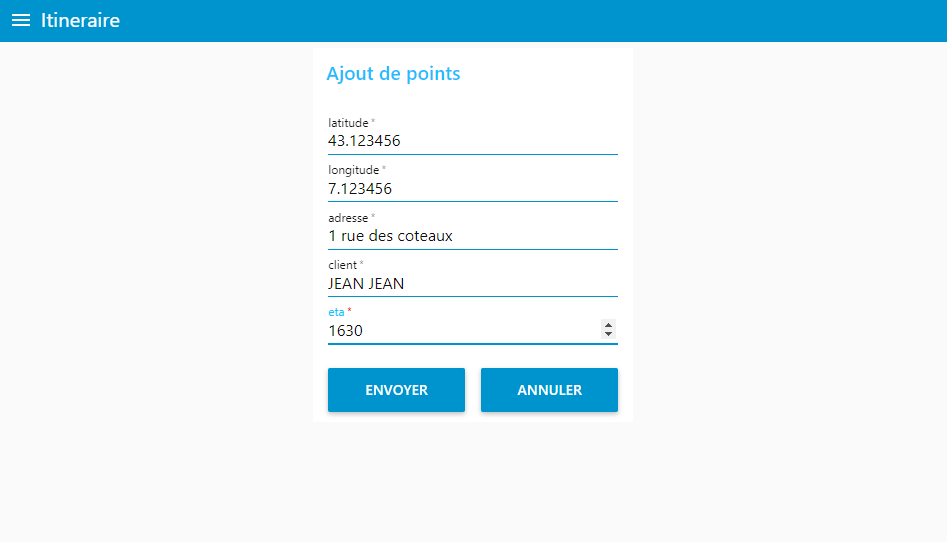 Itineraire
Ajout de points
latitude *
43.123456
longitude *
7.123456
adresse *
1 rue des coteaux
client *
JEAN JEAN
eta *
1630
ENVOYER ANNULER